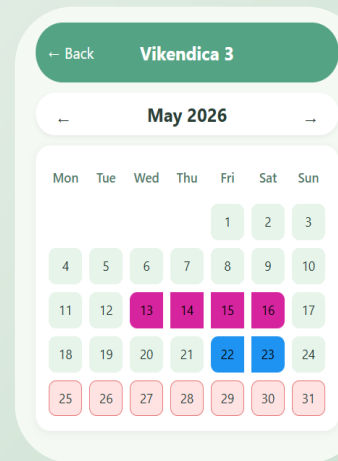 ← Back Vikendica 3
← May 2026 →
Mon Tue Wed Thu Fri Sat Sun
1 2 3
4 5 6 7 8 9 10
11 12 13 14 15 16 17
18 19 20 21 22 23 24
25 26 27 28 29 30 31